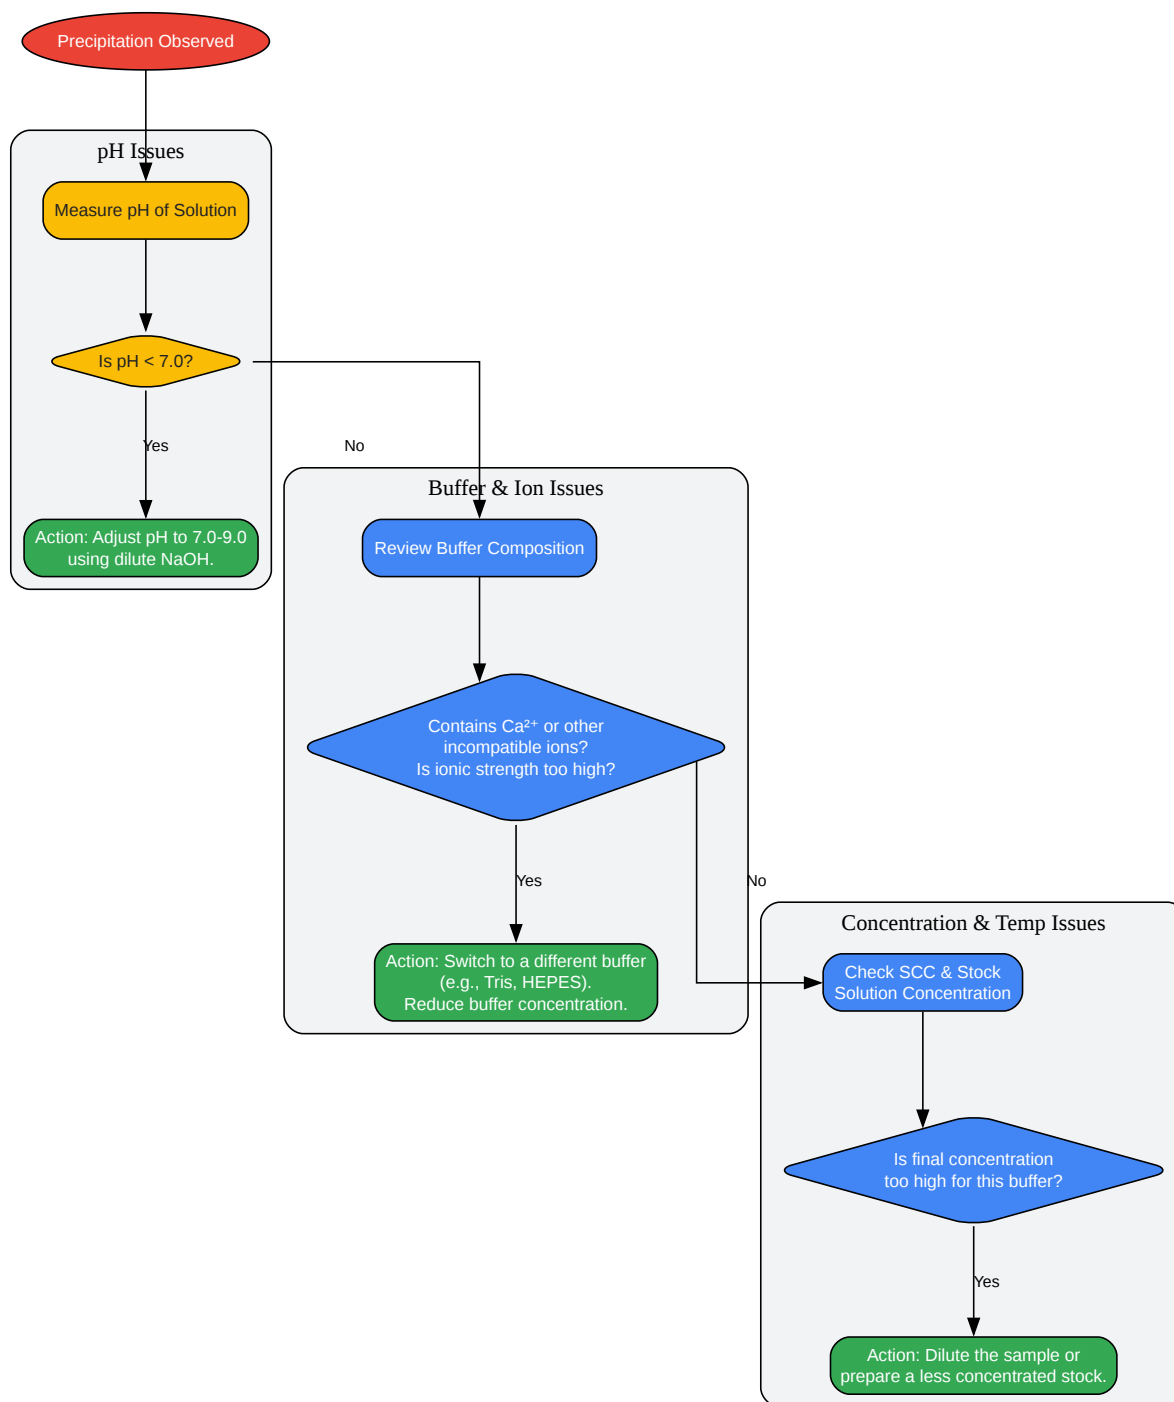 Precipitation Observed
pH Issues
Measure pH of Solution
Is pH < 7.0?
Yes
No
Action: Adjust pH to 7.0-9.0
using dilute NaOH.
Buffer & Ion Issues
Review Buffer Composition
Contains Ca²⁺ or other
incompatible ions?
Is ionic strength too high?
Yes
No
Action: Switch to a different buffer
(e.g., Tris, HEPES).
Reduce buffer concentration.
Concentration & Temp Issues
Check SCC & Stock
Solution Concentration
Is final concentration
too high for this buffer?
Yes
Action: Dilute the sample or
prepare a less concentrated stock.